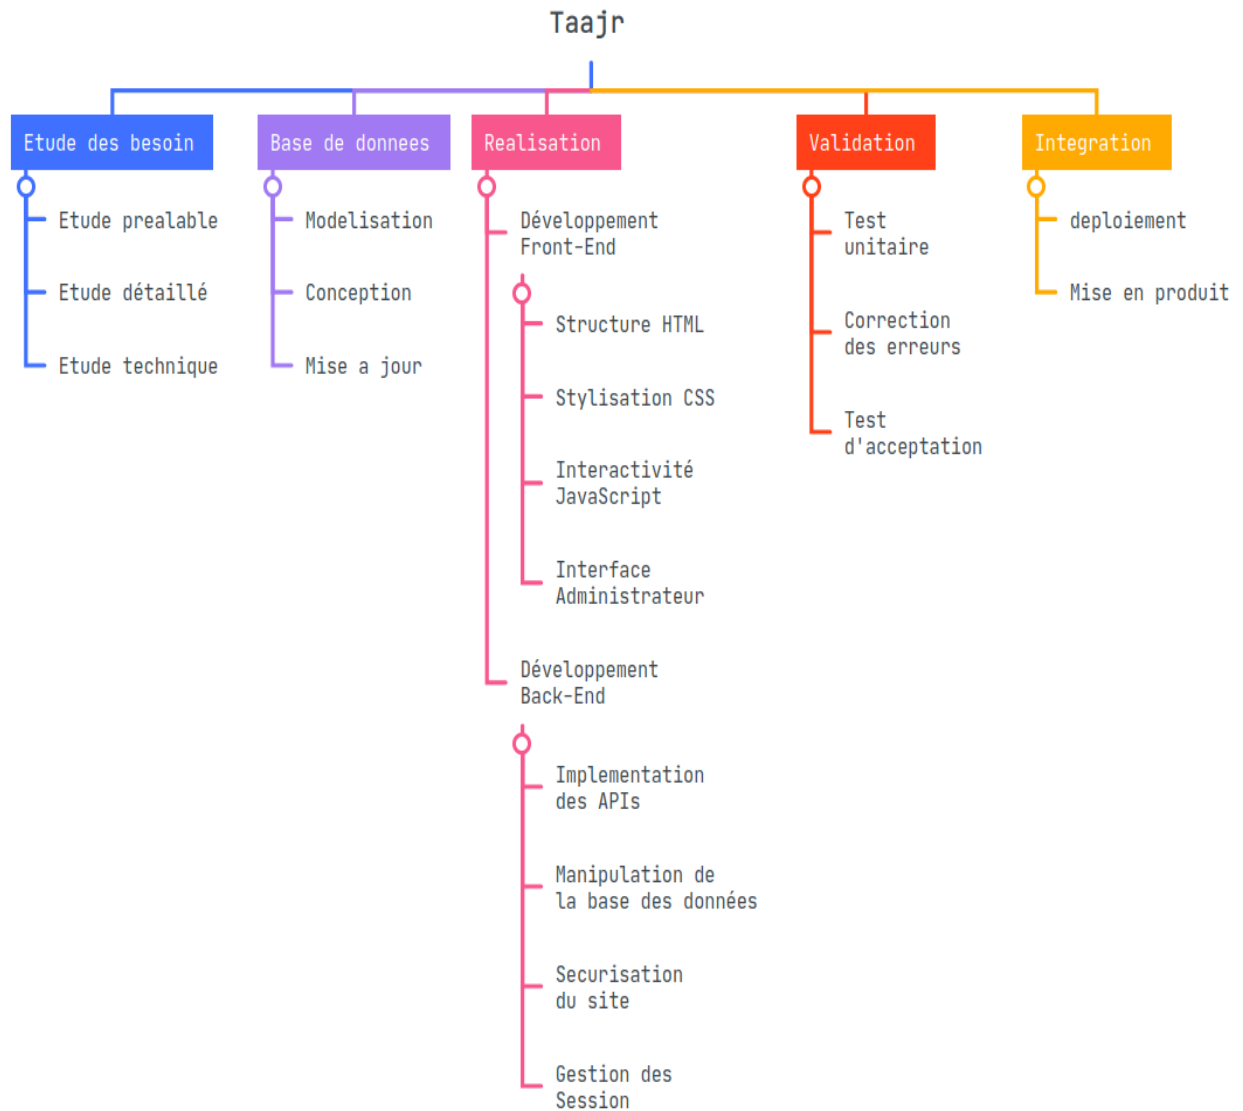 Taajr
Etude des besoin
Etude prealable
Etude détaillé
Etude technique
Base de donnees
Modelisation
Conception
Mise a jour
Realisation
Développement
Front-End
Structure HTML
Stylisation CSS
Interactivité
JavaScript
Interface
Administrateur
Développement
Back-End
Implementation
des APIs
Manipulation de
la base des données
Securisation
du site
Gestion des
Session
Validation
Test
unitaire
Correction
des erreurs
Test
d'acceptation
Integration
deploiement
Mise en produit